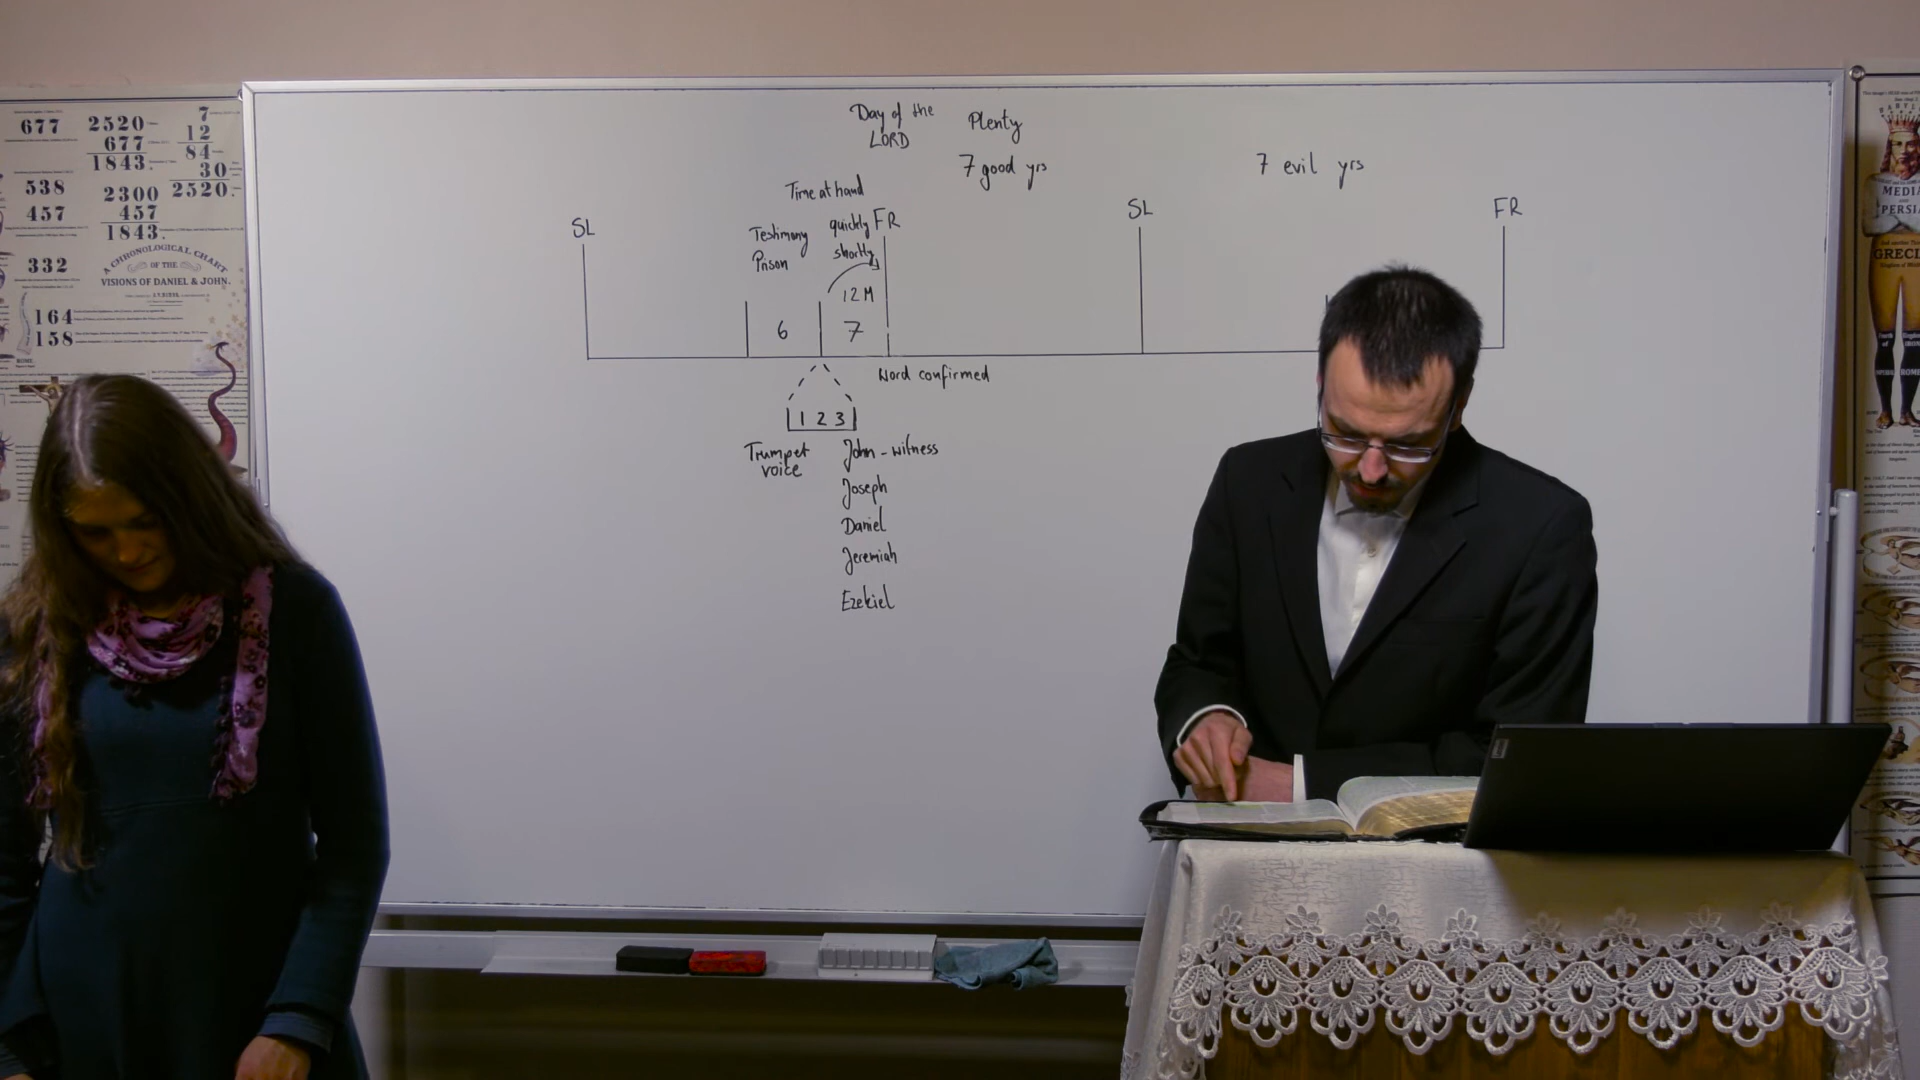 Day of the
LORD
Plenty
7 good yrs
7 evil yrs
Time at hand
SL
Testimony
Prison
quickly
shortly
FR
SL
FR
12M
6
7
Word confirmed
1 2 3
Trumpet
voice
John - witness
Joseph
Daniel
Jeremiah
Ezekiel
677
2520
677
1843
7
12
84
30
2520
538
457
2300
457
1843
332
A CHRONOLOGICAL CHART
OF THE
VISIONS OF DANIEL & JOHN.
164
158
ROME
MEDIA
PERSIA
GRECIA